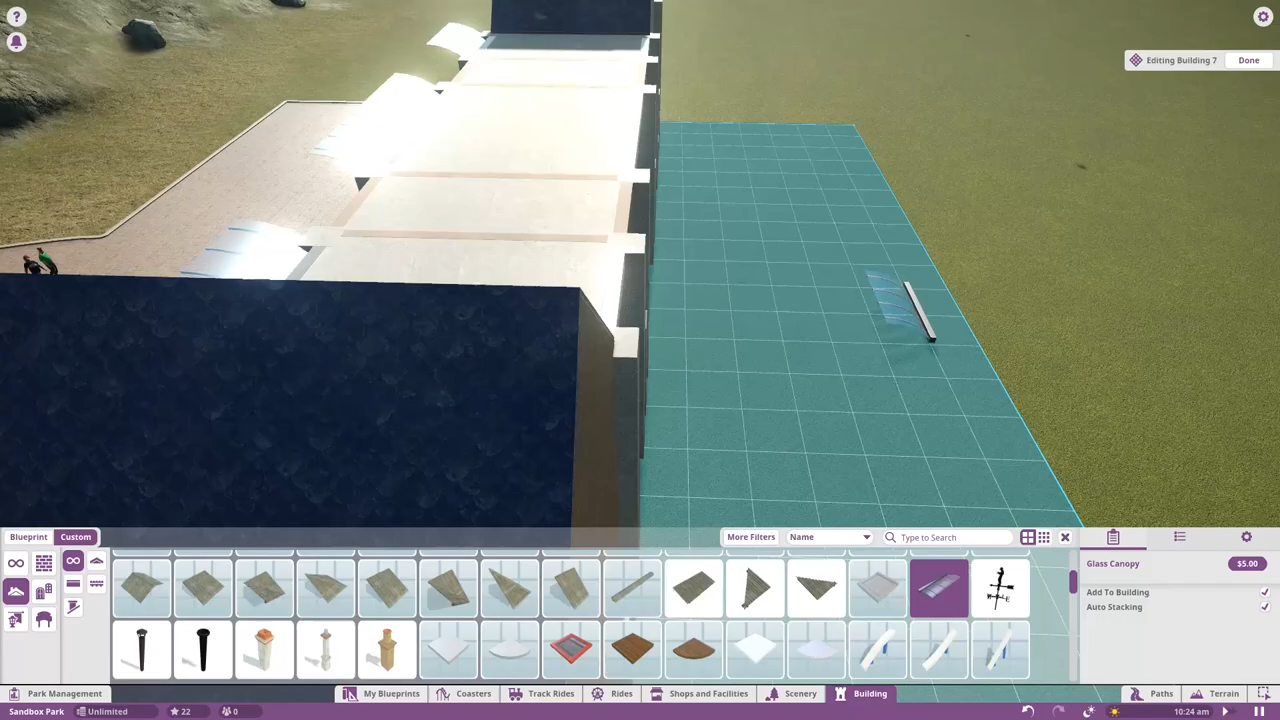 ?
Editing Building 7 Done
Blueprint Custom More Filters Name Type to Search
Glass Canopy $5.00
Add To Building
Auto Stacking
Park Management My Blueprints Coasters Track Rides Rides Shops and Facilities Scenery Building Paths Terrain
Sandbox Park Unlimited 22 0 10:24 am